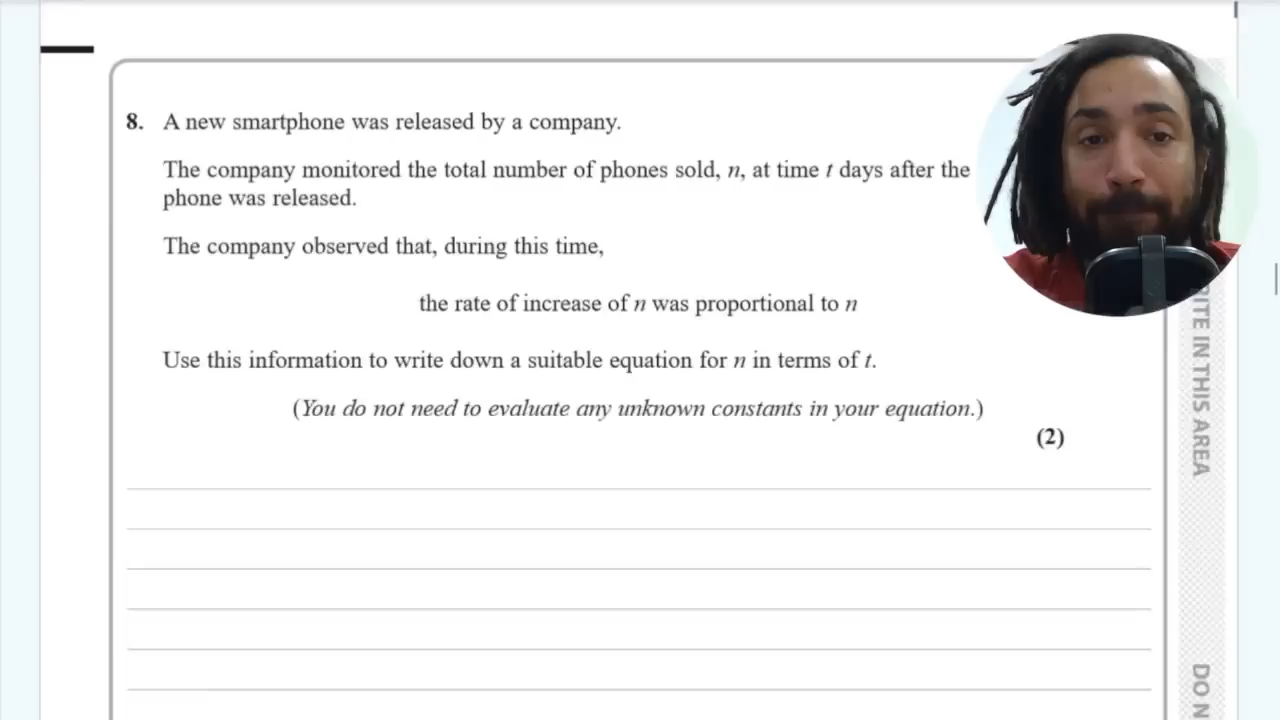 8. A new smartphone was released by a company.
The company monitored the total number of phones sold, n, at time t days after the
phone was released.
The company observed that, during this time,
the rate of increase of n was proportional to n
Use this information to write down a suitable equation for n in terms of t.
(You do not need to evaluate any unknown constants in your equation.)
(2)
ITE IN THIS AREA
DO N